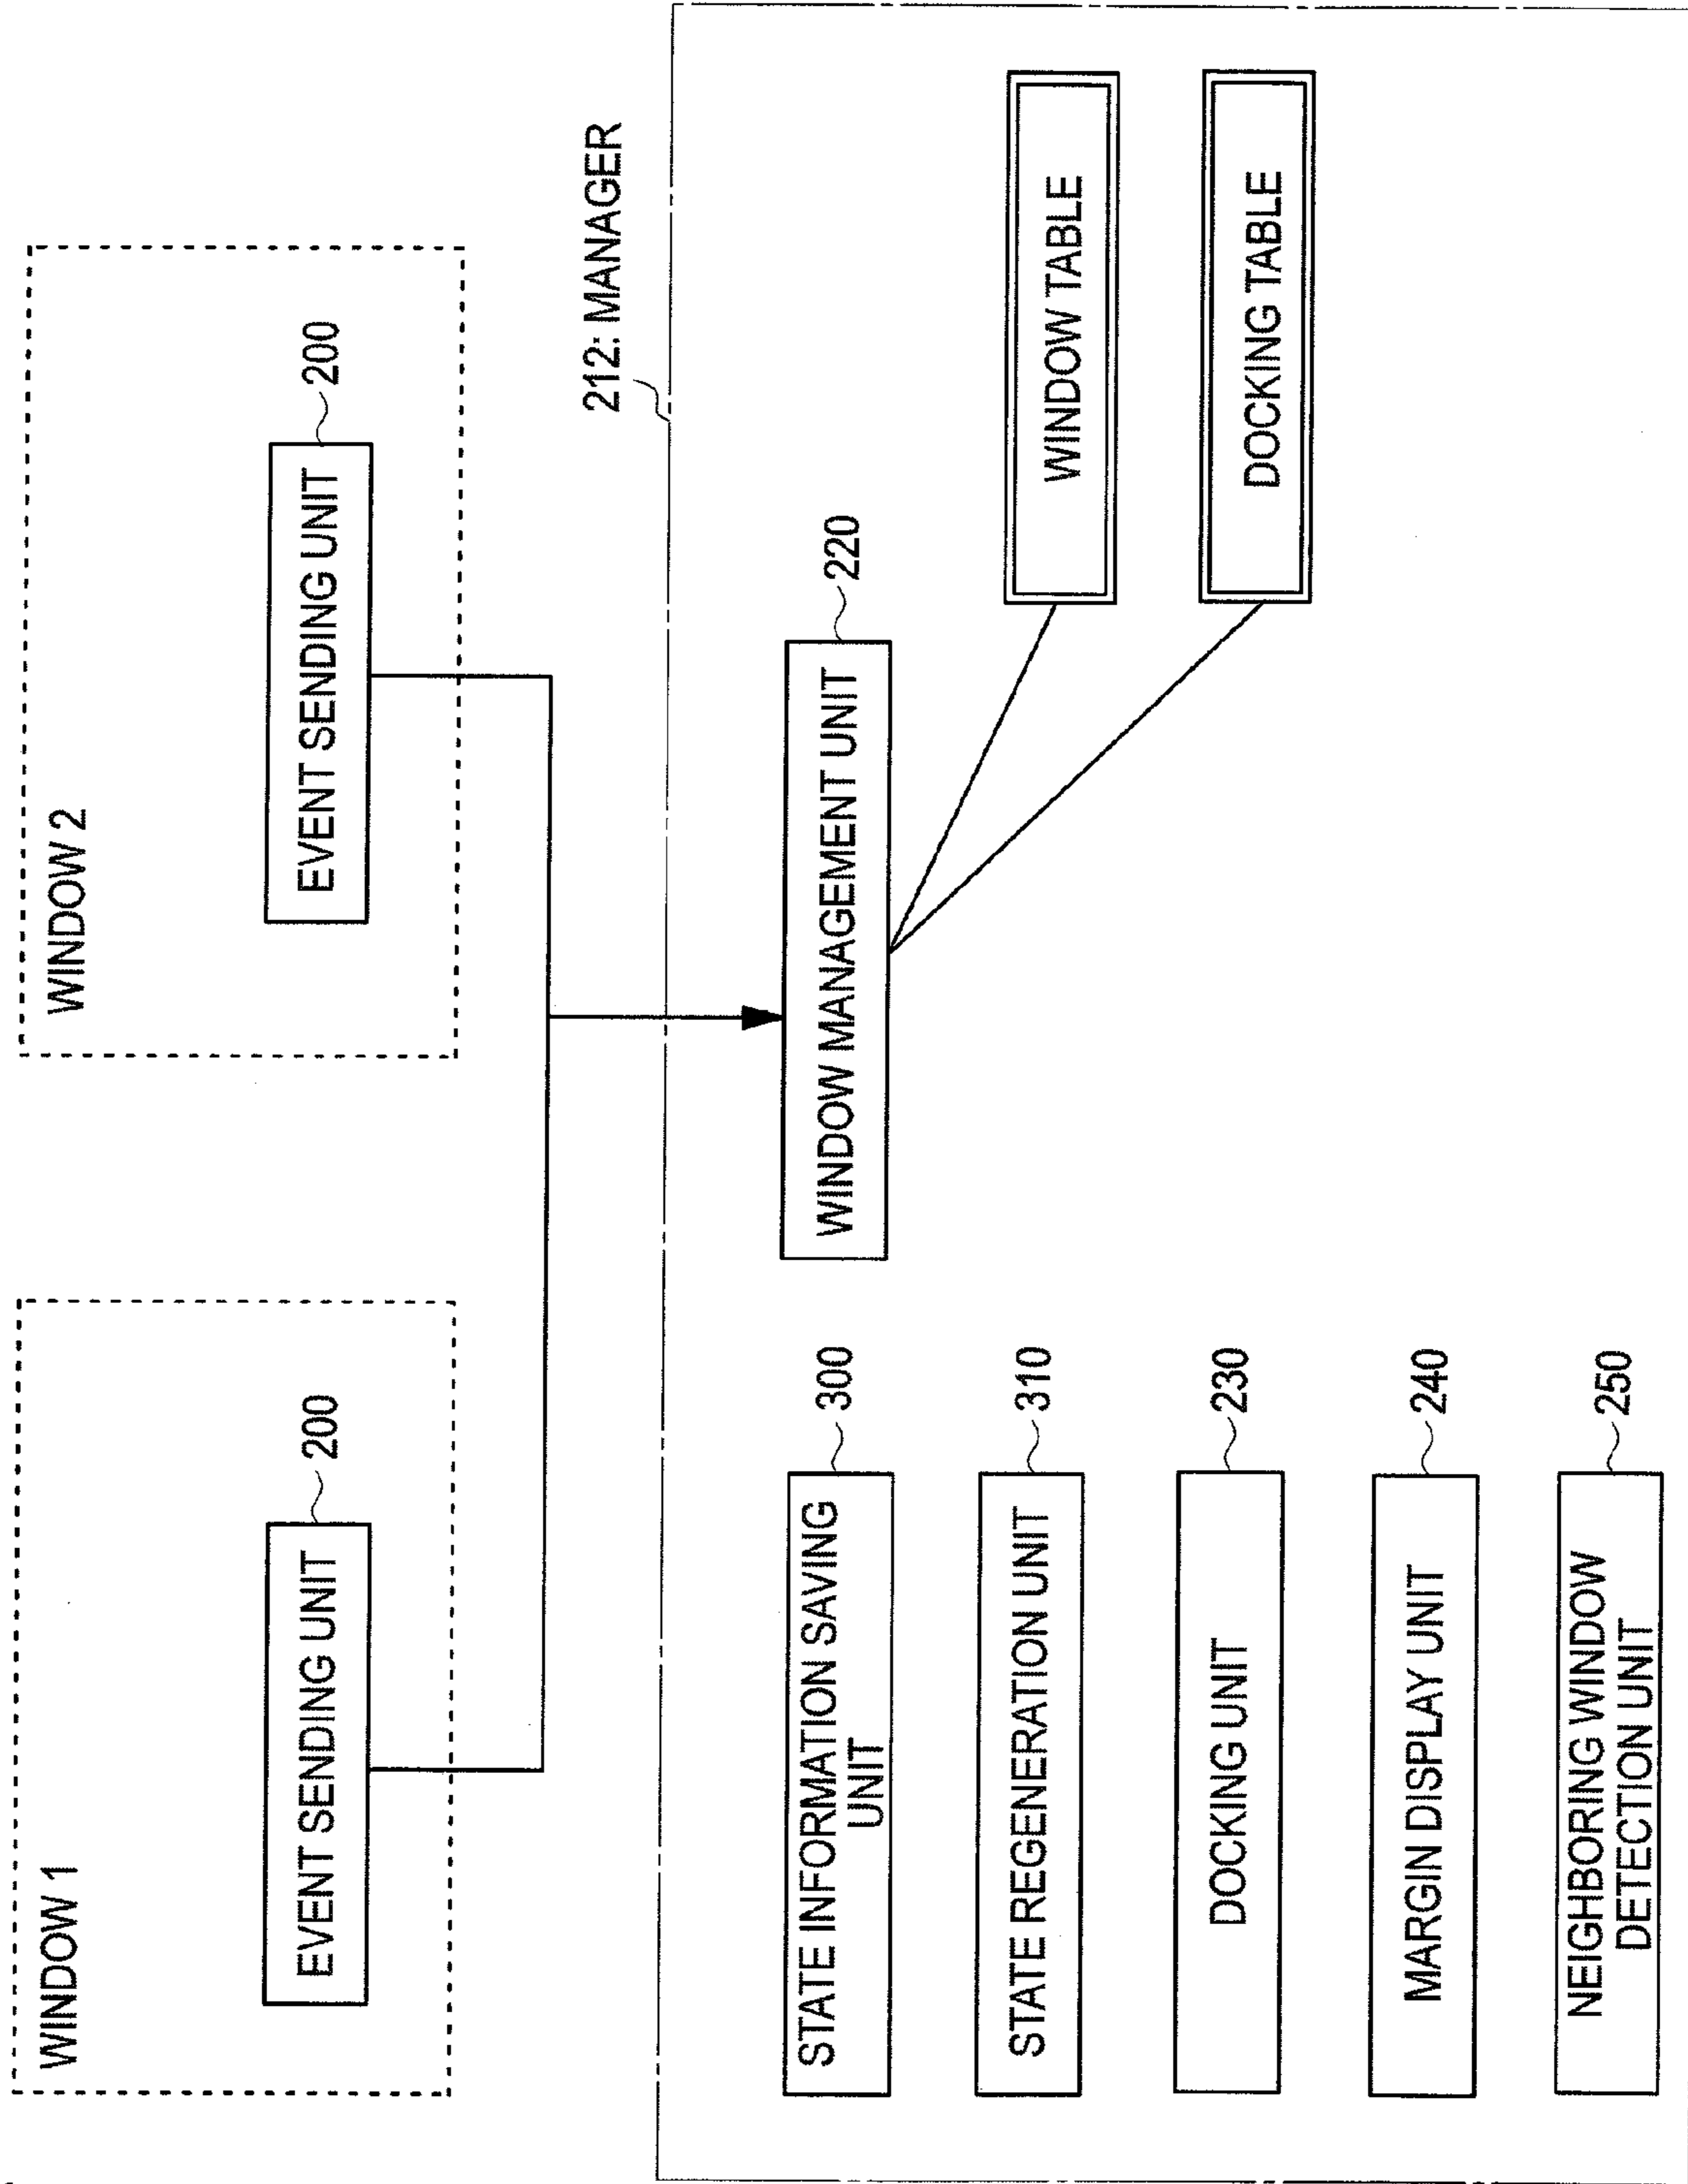 WINDOW 1
EVENT SENDING UNIT
200
WINDOW 2
EVENT SENDING UNIT
200
212: MANAGER
STATE INFORMATION SAVING
UNIT
300
STATE REGENERATION UNIT
310
DOCKING UNIT
230
MARGIN DISPLAY UNIT
240
NEIGHBORING WINDOW
DETECTION UNIT
250
WINDOW MANAGEMENT UNIT
220
WINDOW TABLE
DOCKING TABLE